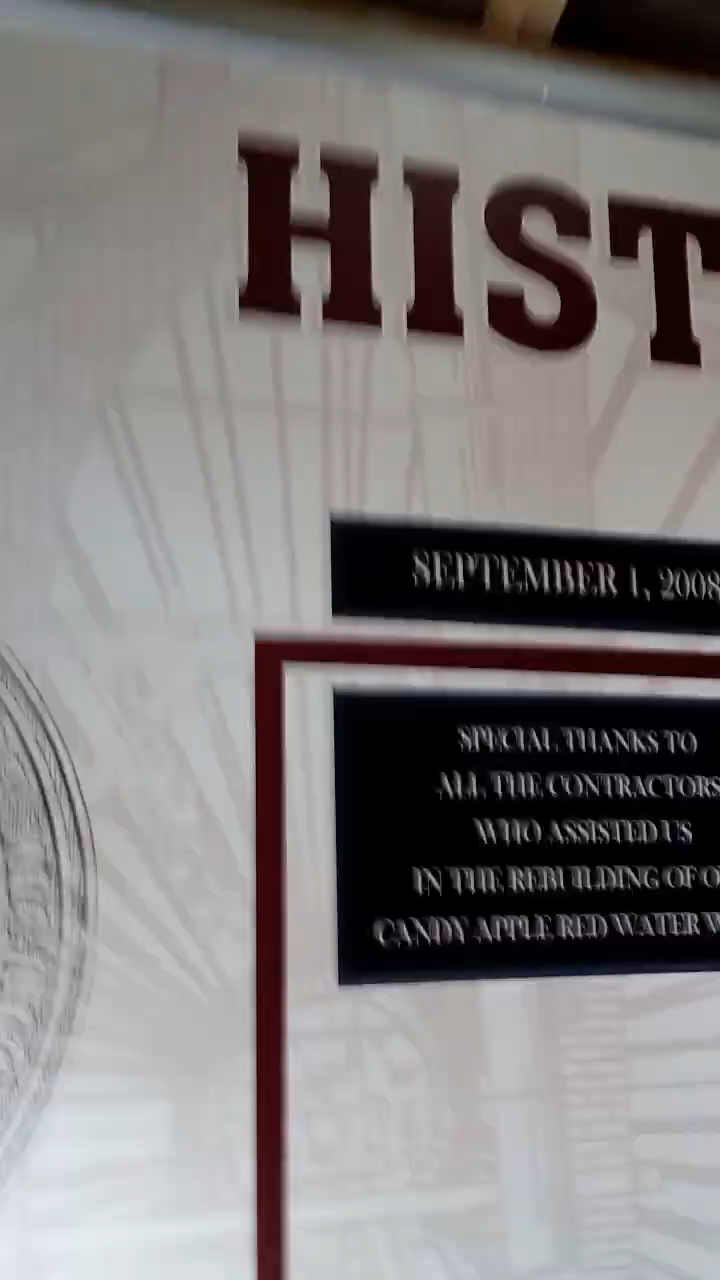 HIST
SEPTEMBER 1, 2008
SPECIAL THANKS TO
ALL THE CONTRACTORS
WHO ASSISTED US
IN THE REBUILDING OF O
CANDY APPLE RED WATER W